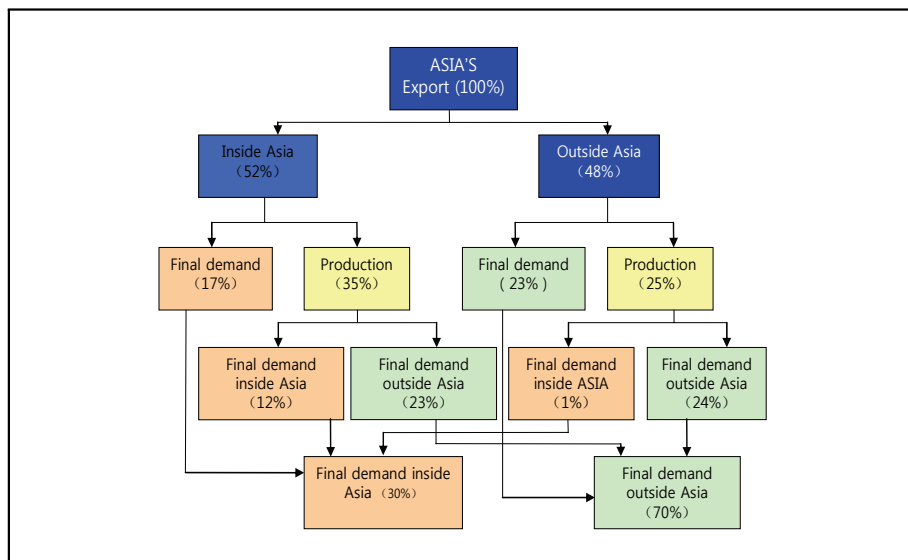 ASIA'S
Export (100%)
Inside Asia
（52%）
Outside Asia
（48%）
Final demand
（17%）
Production
（35%）
Final demand
( 23% )
Production
（25%）
Final demand
inside Asia
（12%）
Final demand
outside Asia
（23%）
Final demand
inside ASIA
（1%）
Final demand
outside Asia
（24%）
Final demand inside
Asia （30%）
Final demand
outside Asia
（70%）